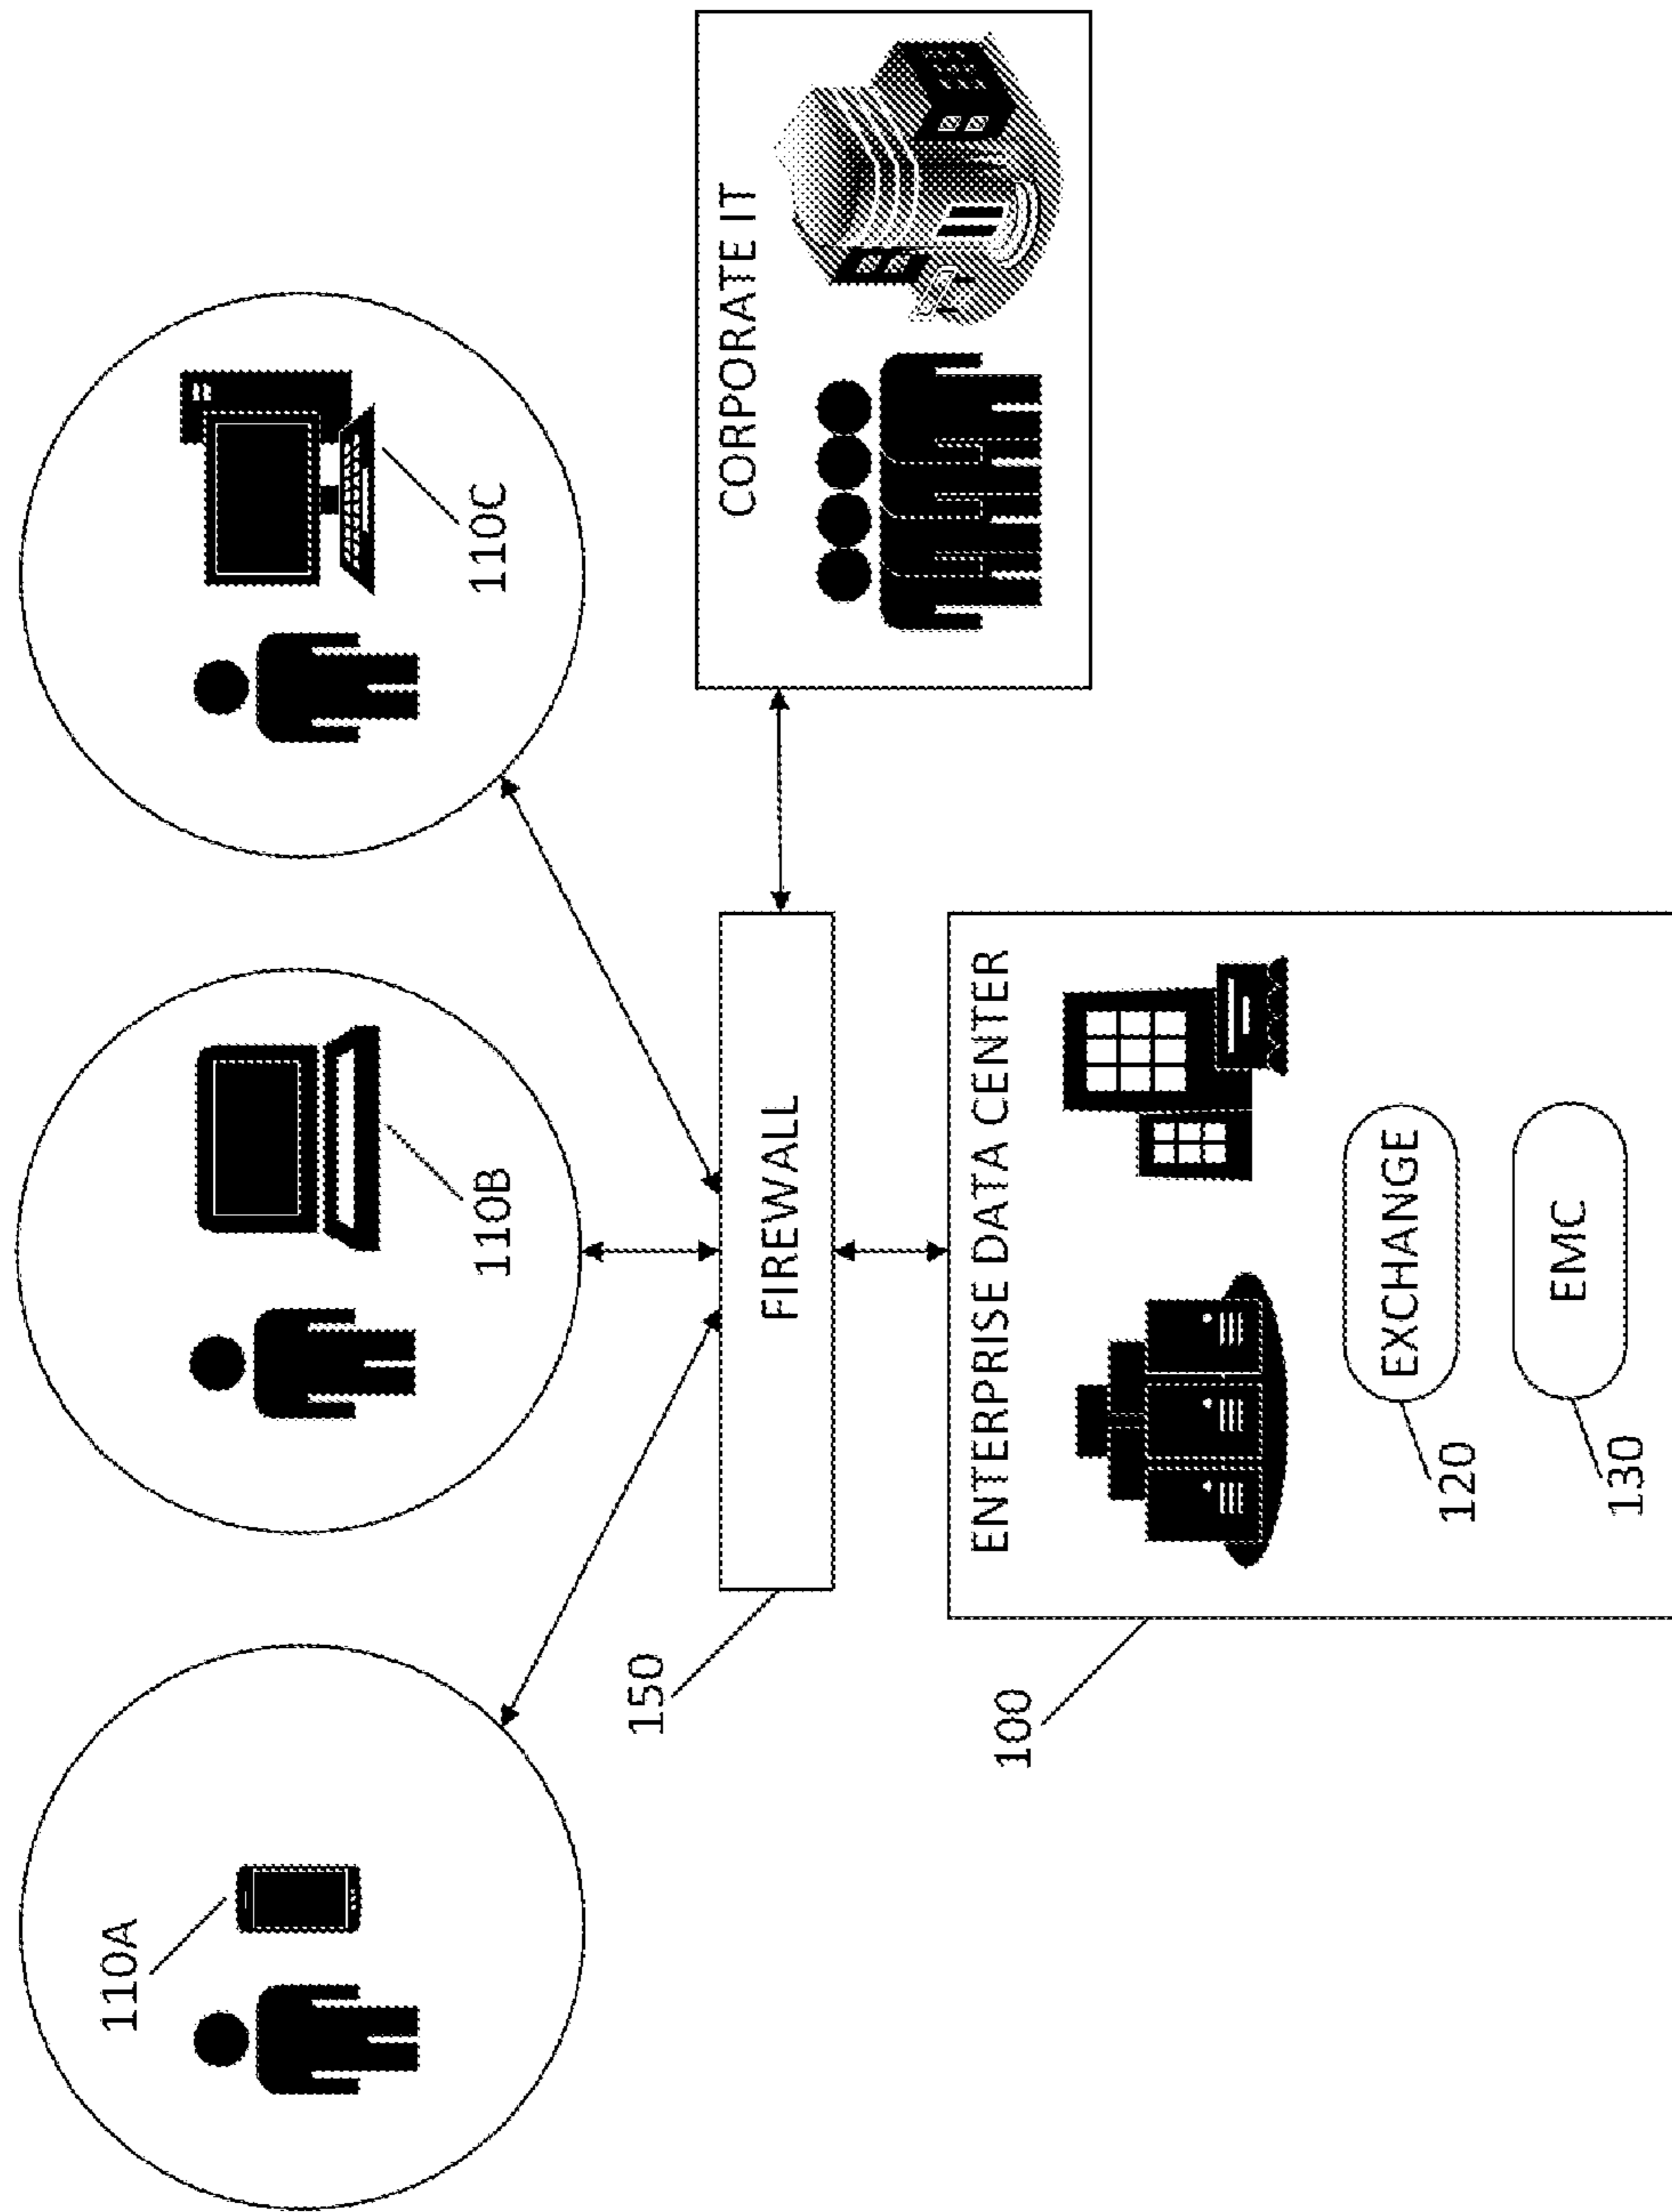 110A
110B
110C
150
FIREWALL
CORPORATE IT
100
ENTERPRISE DATA CENTER
120
EXCHANGE
130
EMC